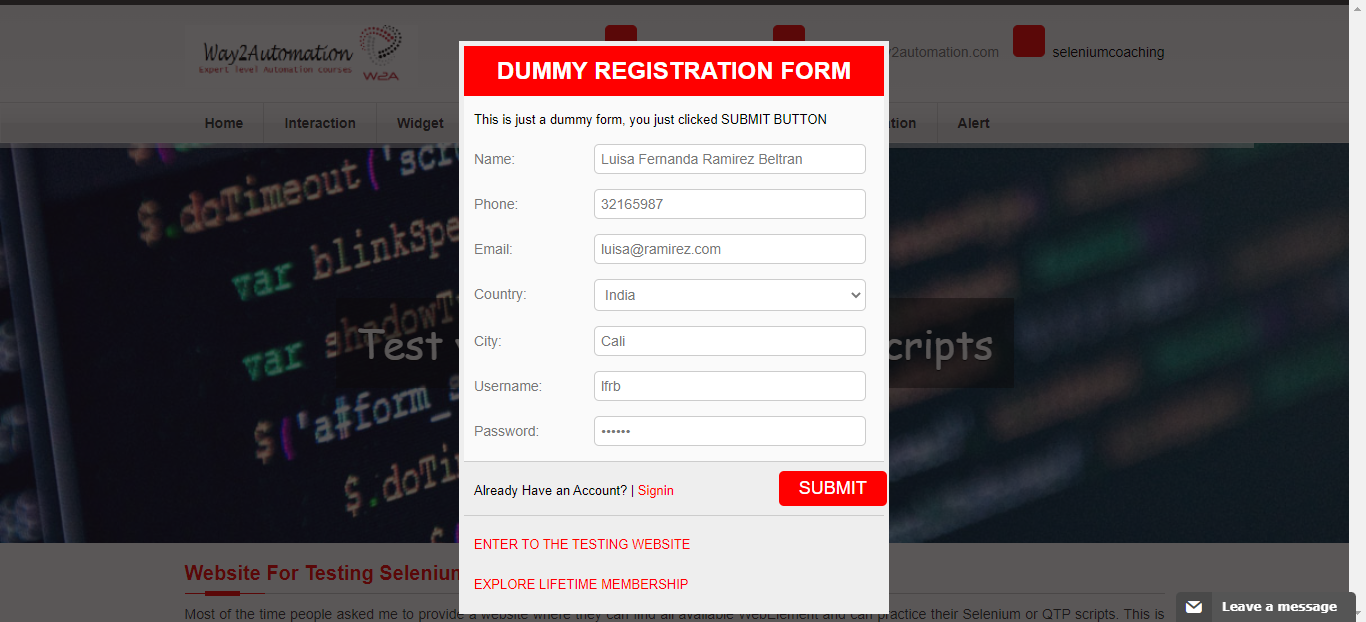 Way2Automation
Expert level Automation courses
W2A
2automation.com
seleniumcoaching
Home
Interaction
Widget
tion
Alert
DUMMY REGISTRATION FORM
This is just a dummy form, you just clicked SUBMIT BUTTON
Name: Luisa Fernanda Ramirez Beltran
Phone: 32165987
Email: luisa@ramirez.com
Country: India
City: Cali
Username: lfrb
Password: ••••••
Already Have an Account? | Signin
SUBMIT
ENTER TO THE TESTING WEBSITE
EXPLORE LIFETIME MEMBERSHIP
'scr
$.doTimeout(
var blinkSpe
var shadowT
Test
cripts
$('a#form_s
$.doTi
Website For Testing Selenium
Most of the time people asked me to provide a website where they can find all available WebElement and can practice their Selenium or QTP scripts. This is
Leave a message